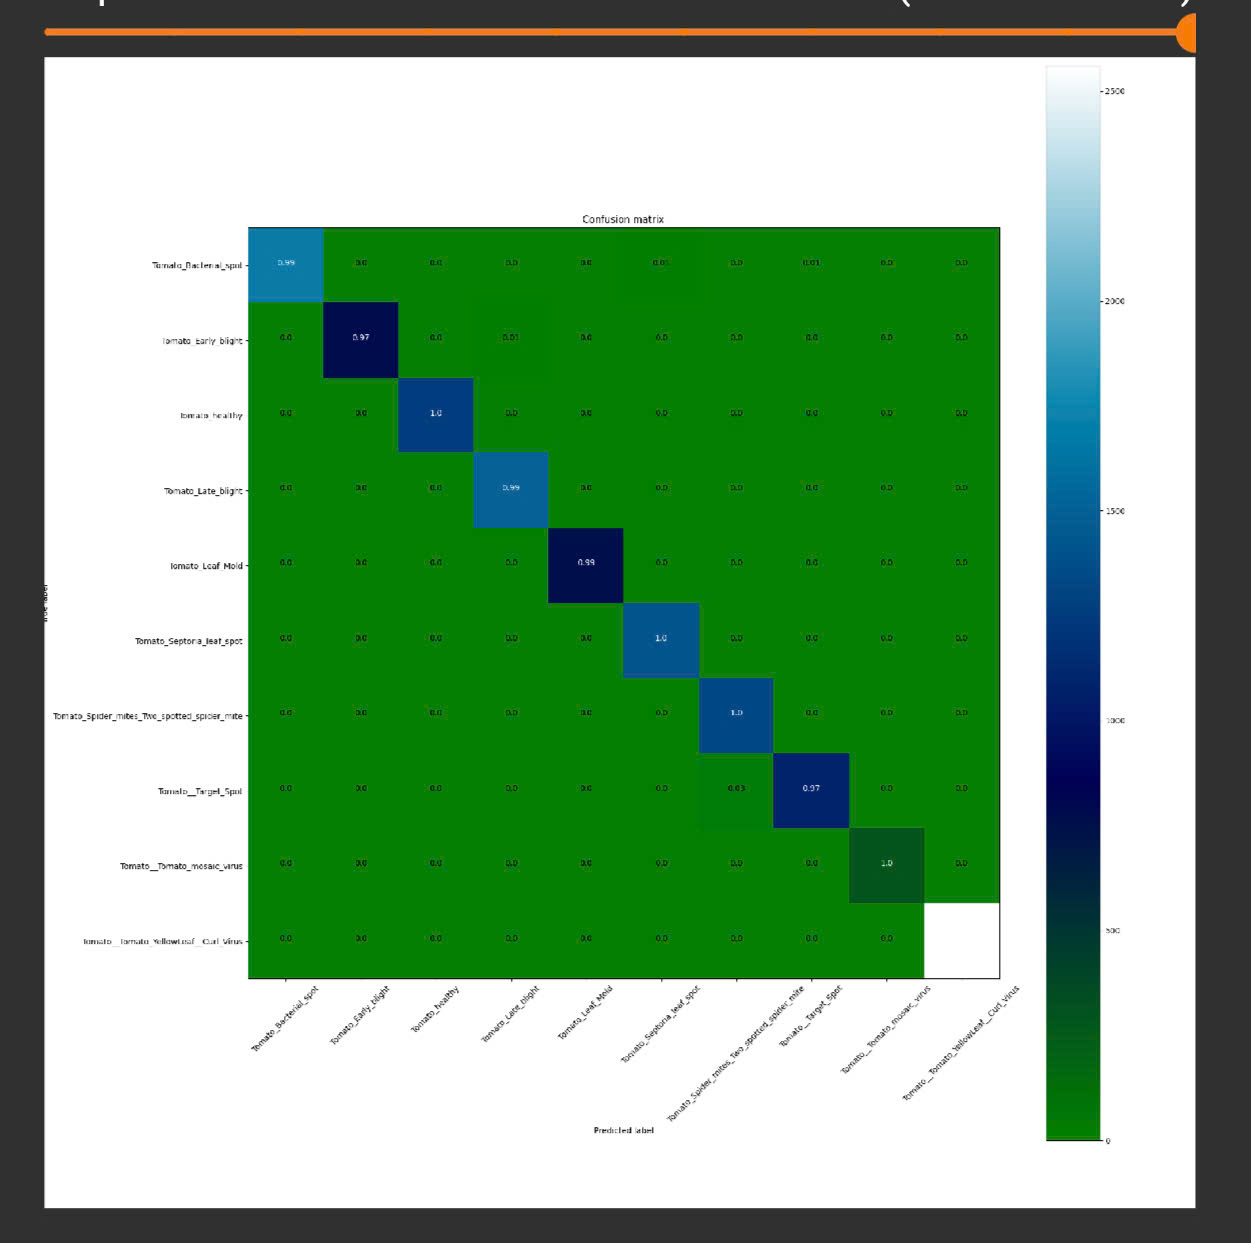 2500
Confusion matrix
Tomato_Bacterial_spot 0.99 0.0 0.0 0.0 0.0 0.01 0.0 0.01 0.0 0.0
2000
Tomato_Early_blight 0.0 0.97 0.0 0.01 0.0 0.0 0.0 0.0 0.0 0.0
Tomato_healthy 0.0 0.0 1.0 0.0 0.0 0.0 0.0 0.0 0.0 0.0
Tomato_Late_blight 0.0 0.0 0.0 0.99 0.0 0.0 0.0 0.0 0.0 0.0
1500
Tomato_Leaf_Mold 0.0 0.0 0.0 0.0 0.99 0.0 0.0 0.0 0.0 0.0
True label
Tomato_Septoria_leaf_spot 0.0 0.0 0.0 0.0 0.0 1.0 0.0 0.0 0.0 0.0
Tomato_Spider_mites_Two_spotted_spider_mite 0.0 0.0 0.0 0.0 0.0 0.0 1.0 0.0 0.0 0.0
1000
Tomato__Target_Spot 0.0 0.0 0.0 0.0 0.0 0.0 0.03 0.97 0.0 0.0
Tomato__Tomato_mosaic_virus 0.0 0.0 0.0 0.0 0.0 0.0 0.0 0.0 1.0 0.0
500
Tomato__Tomato_YellowLeaf__Curl_Virus 0.0 0.0 0.0 0.0 0.0 0.0 0.0 0.0 0.0
Tomato_Bacterial_spot
Tomato_Early_blight
Tomato_healthy
Tomato_Late_blight
Tomato_Leaf_Mold
Tomato_Septoria_leaf_spot
Tomato_Spider_mites_Two_spotted_spider_mite
Tomato__Target_Spot
Tomato__Tomato_mosaic_virus
Tomato__Tomato_YellowLeaf__Curl_Virus
Predicted label
0